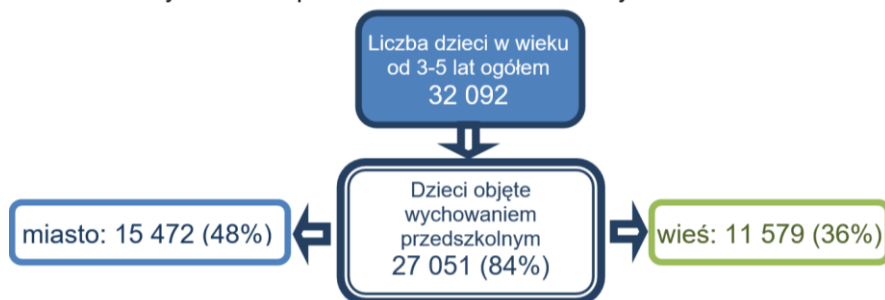 Liczba dzieci w wieku
od 3-5 lat ogółem
32 092
Dzieci objęte
wychowaniem
przedszkolnym
27 051 (84%)
miasto: 15 472 (48%)
wieś: 11 579 (36%)